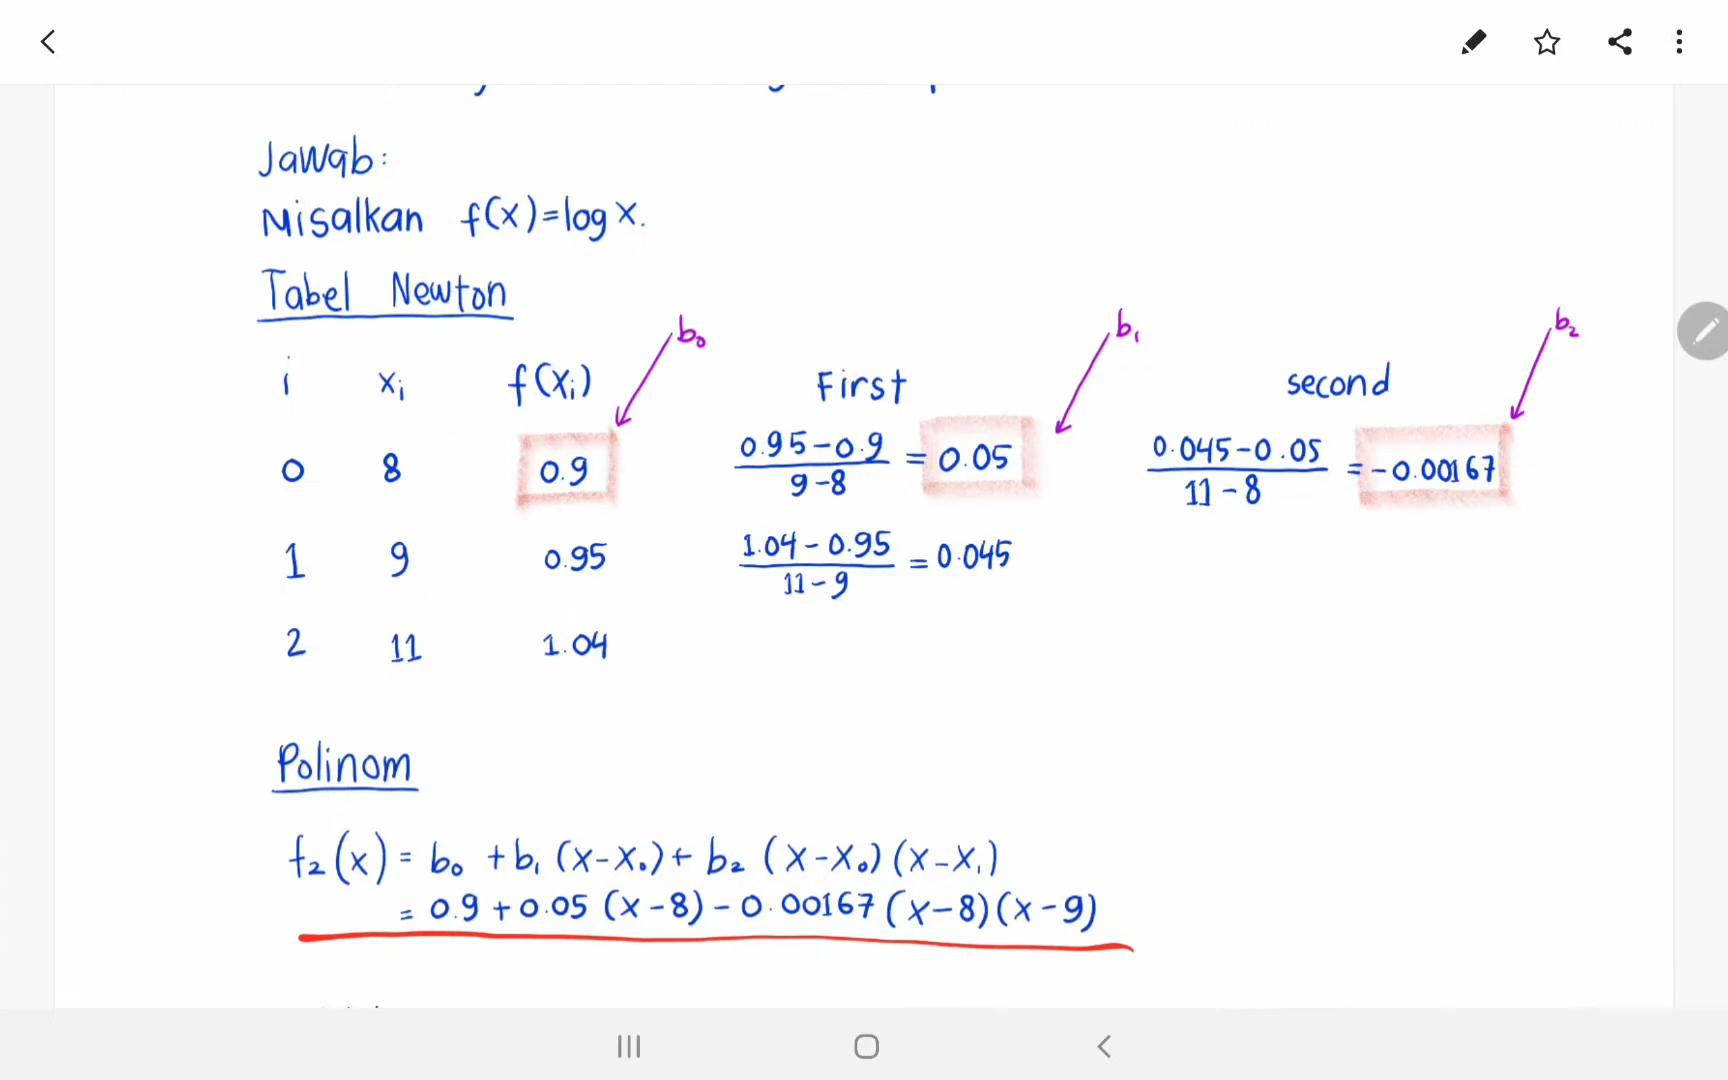 Jawab:
Misalkan f(x)=log x.
Tabel Newton
b₀ b₁ b₂
i xᵢ f(xᵢ) First second
0 8 0.9 (0.95-0.9)/(9-8) = 0.05 (0.045-0.05)/(11-8) = -0.00167
1 9 0.95 (1.04-0.95)/(11-9) = 0.045
2 11 1.04
Polinom
f₂(x) = b₀ + b₁ (x-x₀) + b₂ (x-x₀)(x-x₁)
= 0.9 + 0.05 (x-8) - 0.00167 (x-8)(x-9)